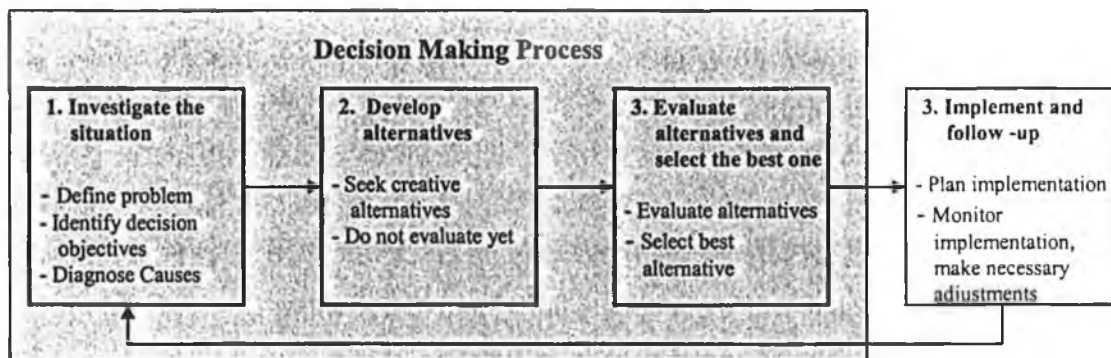 Decision Making Process
1. Investigate the
situation
- Define problem
- Identify decision
objectives
- Diagnose Causes
2. Develop
alternatives
- Seek creative
alternatives
- Do not evaluate yet
3. Evaluate
alternatives and
select the best one
- Evaluate alternatives
- Select best
alternative
3. Implement and
follow -up
- Plan implementation
- Monitor
implementation,
make necessary
adjustments